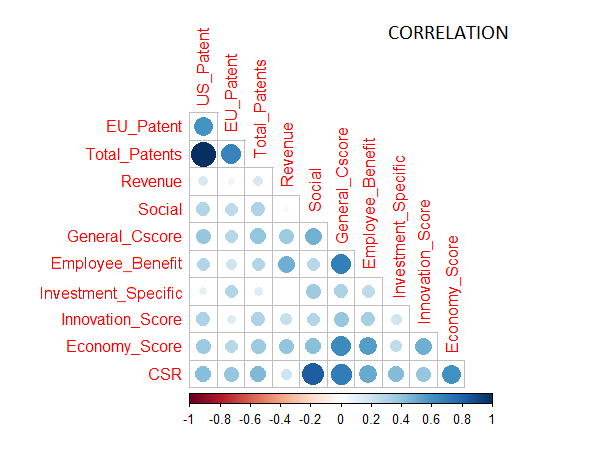 CORRELATION
US_Patent
EU_Patent
Total_Patents
Revenue
Social
General_Cscore
Employee_Benefit
Investment_Specific
Innovation_Score
Economy_Score
EU_Patent
Total_Patents
Revenue
Social
General_Cscore
Employee_Benefit
Investment_Specific
Innovation_Score
Economy_Score
CSR
-1 -0.8 -0.6 -0.4 -0.2 0 0.2 0.4 0.6 0.8 1